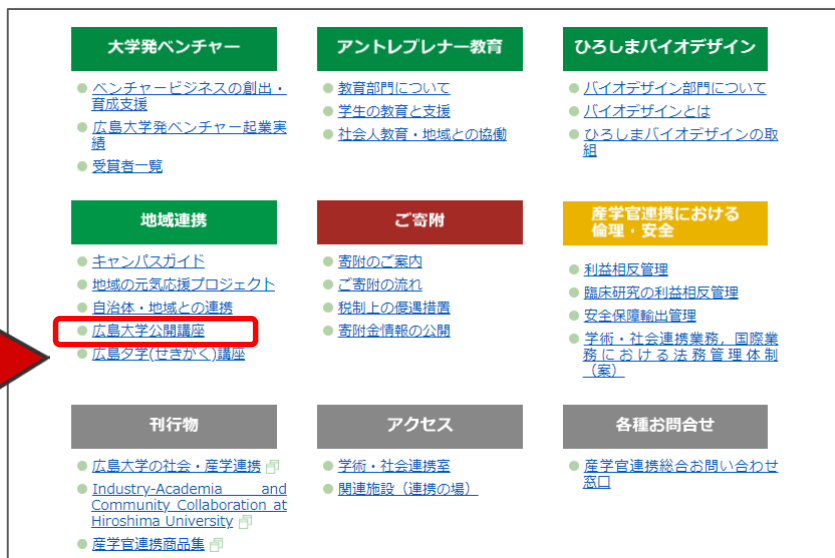 大学発ベンチャー
ベンチャービジネスの創出・
育成支援
広島大学発ベンチャー起業実
績
受賞者一覧
アントレプレナー教育
教育部門について
学生の教育と支援
社会人教育・地域との協働
ひろしまバイオデザイン
バイオデザイン部門について
バイオデザインとは
ひろしまバイオデザインの取
組
地域連携
キャンパスガイド
地域の元気応援プロジェクト
自治体・地域との連携
広島大学公開講座
広島夕学(せきがく)講座
ご寄附
寄附のご案内
ご寄附の流れ
税制上の優遇措置
寄附金情報の公開
産学官連携における
倫理・安全
利益相反管理
臨床研究の利益相反管理
安全保障輸出管理
学術・社会連携業務，国際業
務における法務管理体制
（案）
刊行物
広島大学の社会・産学連携
Industry-Academia and
Community Collaboration at
Hiroshima University
産学官連携商品集
アクセス
学術・社会連携室
関連施設（連携の場）
各種お問合せ
産学官連携総合お問い合わせ
窓口